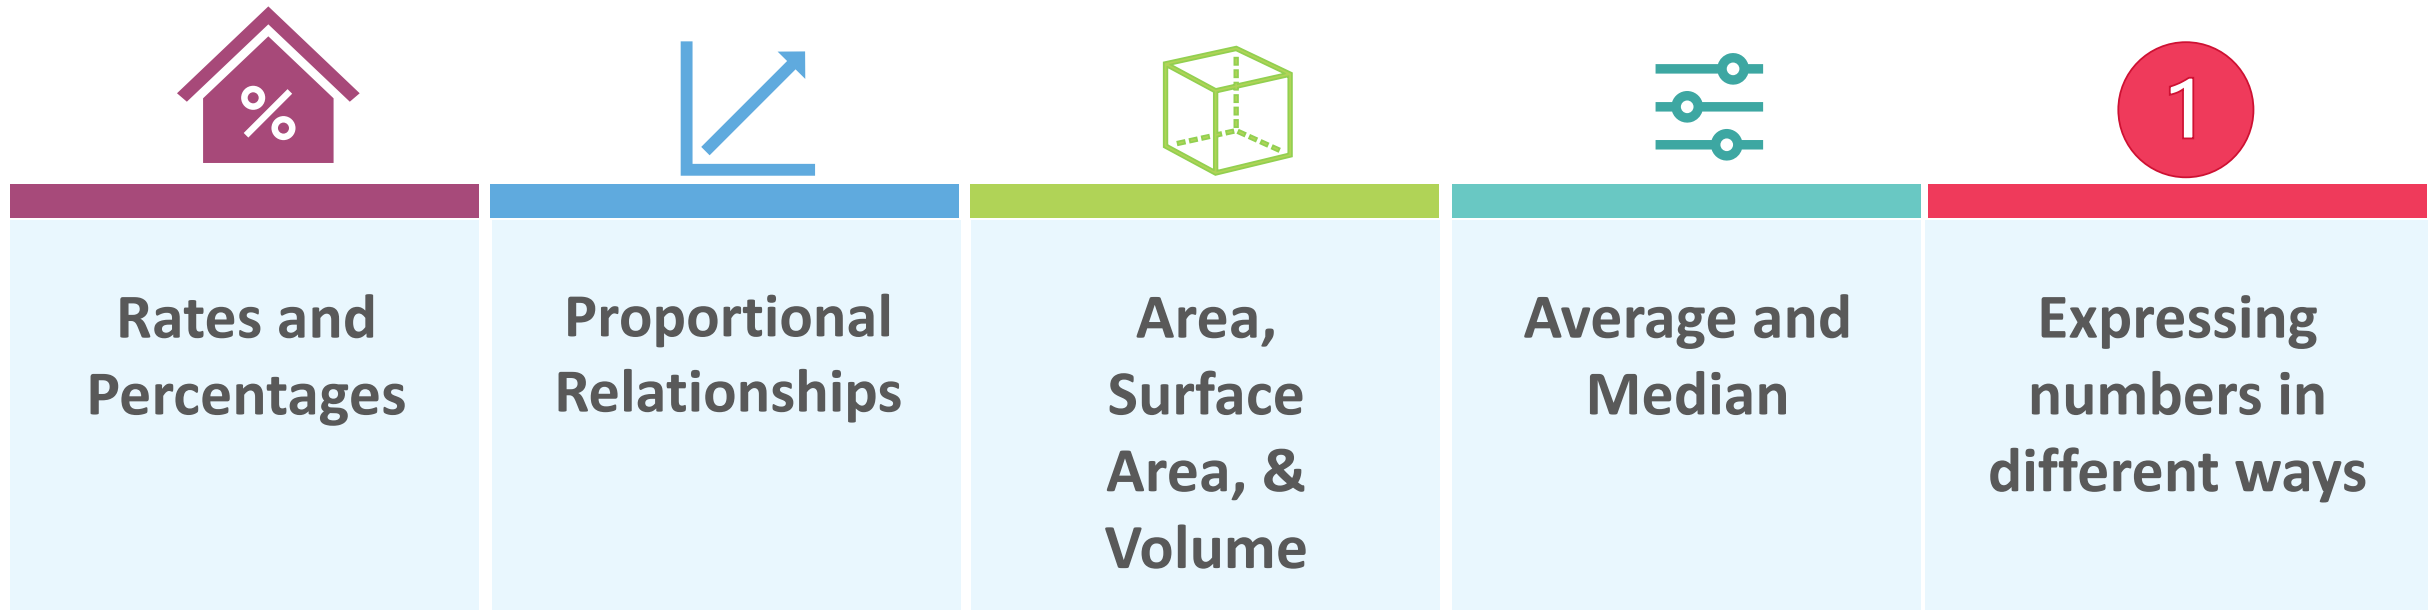 %
1
Rates and
Percentages
Proportional
Relationships
Area,
Surface
Area, &
Volume
Average and
Median
Expressing
numbers in
different ways